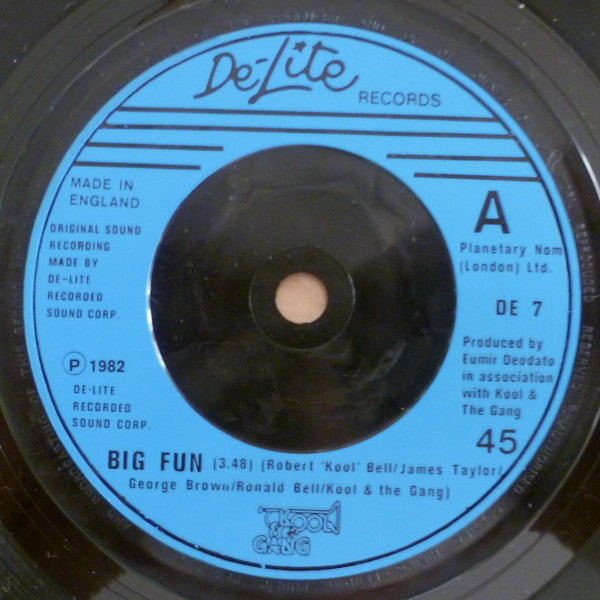 De-Lite
RECORDS
MADE IN
ENGLAND
ORIGINAL SOUND
RECORDING
MADE BY
DE-LITE
RECORDED
SOUND CORP.
Ⓟ 1982
DE-LITE
RECORDED
SOUND CORP.
A
Planetary Nom
(London) Ltd.
DE 7
Produced by
Eumir Deodato
in association
with Kool &
The Gang
45
BIG FUN (3.48) (Robert 'Kool' Bell/James Taylor/
George Brown/Ronald Bell/Kool & the Gang)
KOOL
& THE
GANG